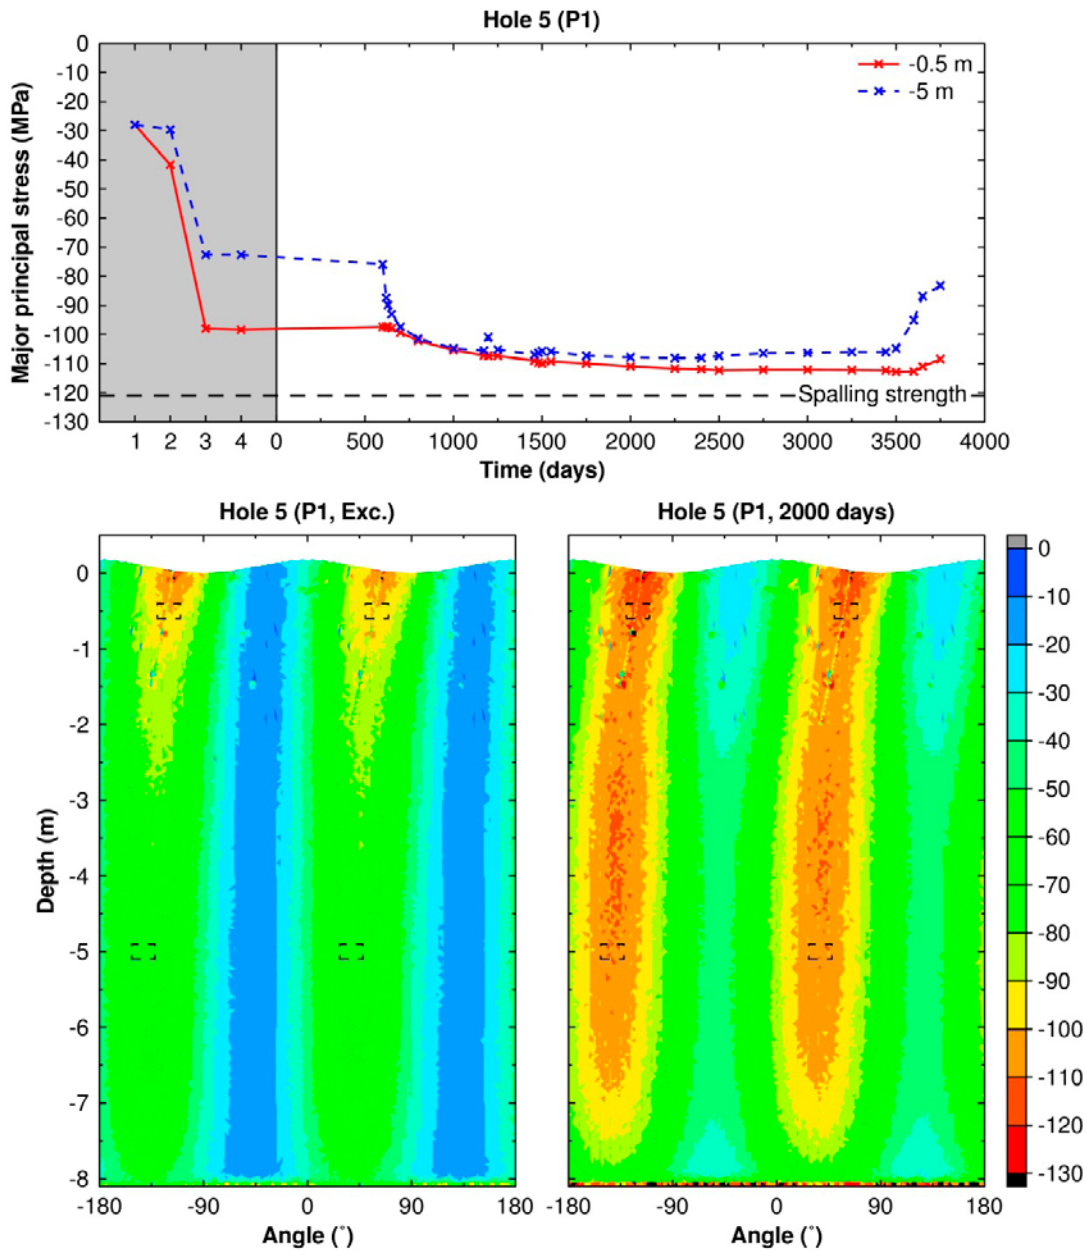 Hole 5 (P1)
Major principal stress (MPa)
0
-10
-20
-30
-40
-50
-60
-70
-80
-90
-100
-110
-120
-130
-0.5 m
-5 m
Spalling strength
1 2 3 4 0 500 1000 1500 2000 2500 3000 3500 4000
Time (days)
Hole 5 (P1, Exc.)
Hole 5 (P1, 2000 days)
Depth (m)
0
-1
-2
-3
-4
-5
-6
-7
-8
-180 -90 0 90 180
Angle (°)
-180 -90 0 90 180
Angle (°)
0
-10
-20
-30
-40
-50
-60
-70
-80
-90
-100
-110
-120
-130